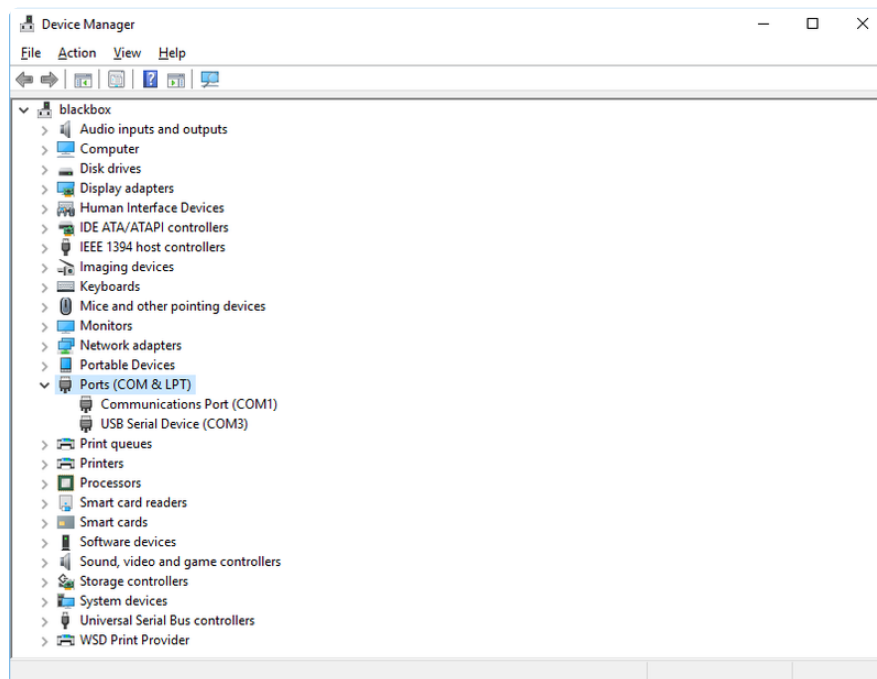 Device Manager
File Action View Help
blackbox
Audio inputs and outputs
Computer
Disk drives
Display adapters
Human Interface Devices
IDE ATA/ATAPI controllers
IEEE 1394 host controllers
Imaging devices
Keyboards
Mice and other pointing devices
Monitors
Network adapters
Portable Devices
Ports (COM & LPT)
Communications Port (COM1)
USB Serial Device (COM3)
Print queues
Printers
Processors
Smart card readers
Smart cards
Software devices
Sound, video and game controllers
Storage controllers
System devices
Universal Serial Bus controllers
WSD Print Provider